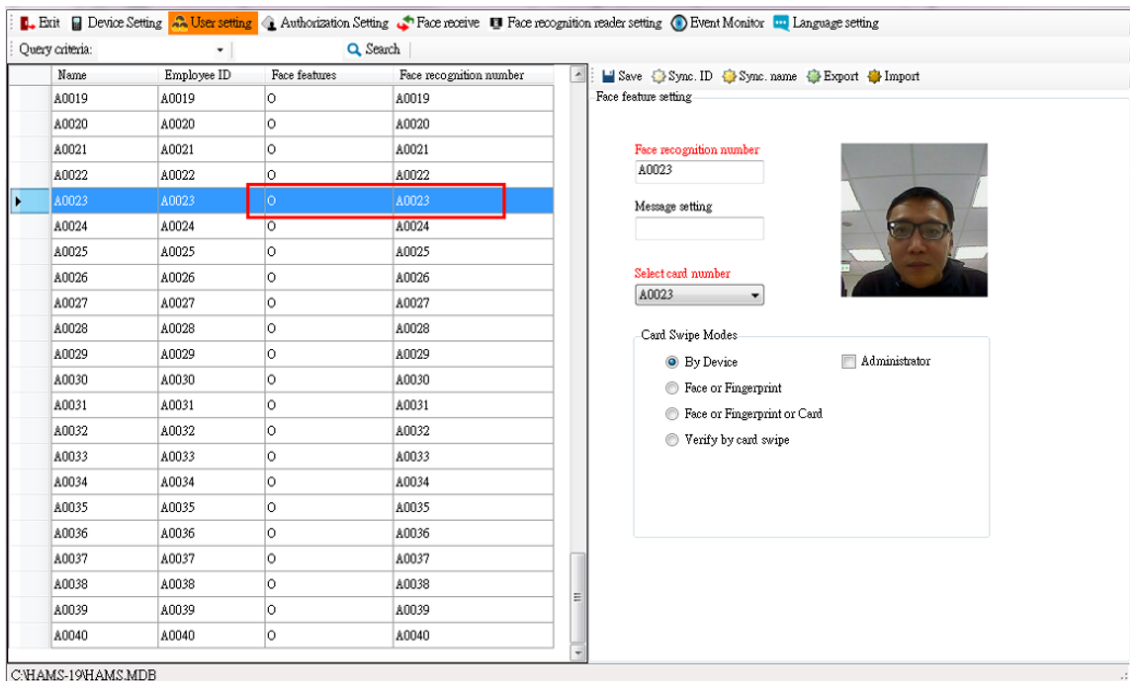 Exit Device Setting User setting Authorization Setting Face receive Face recognition reader setting Event Monitor Language setting
Query criteria: Search
Name Employee ID Face features Face recognition number
A0019 A0019 O A0019
A0020 A0020 O A0020
A0021 A0021 O A0021
A0022 A0022 O A0022
A0023 A0023 O A0023
A0024 A0024 O A0024
A0025 A0025 O A0025
A0026 A0026 O A0026
A0027 A0027 O A0027
A0028 A0028 O A0028
A0029 A0029 O A0029
A0030 A0030 O A0030
A0031 A0031 O A0031
A0032 A0032 O A0032
A0033 A0033 O A0033
A0034 A0034 O A0034
A0035 A0035 O A0035
A0036 A0036 O A0036
A0037 A0037 O A0037
A0038 A0038 O A0038
A0039 A0039 O A0039
A0040 A0040 O A0040
Save Sync. ID Sync. name Export Import
Face feature setting
Face recognition number
A0023
Message setting
Select card number
A0023
Card Swipe Modes
By Device Administrator
Face or Fingerprint
Face or Fingerprint or Card
Verify by card swipe
C:\HAMS-19\HAMS.MDB